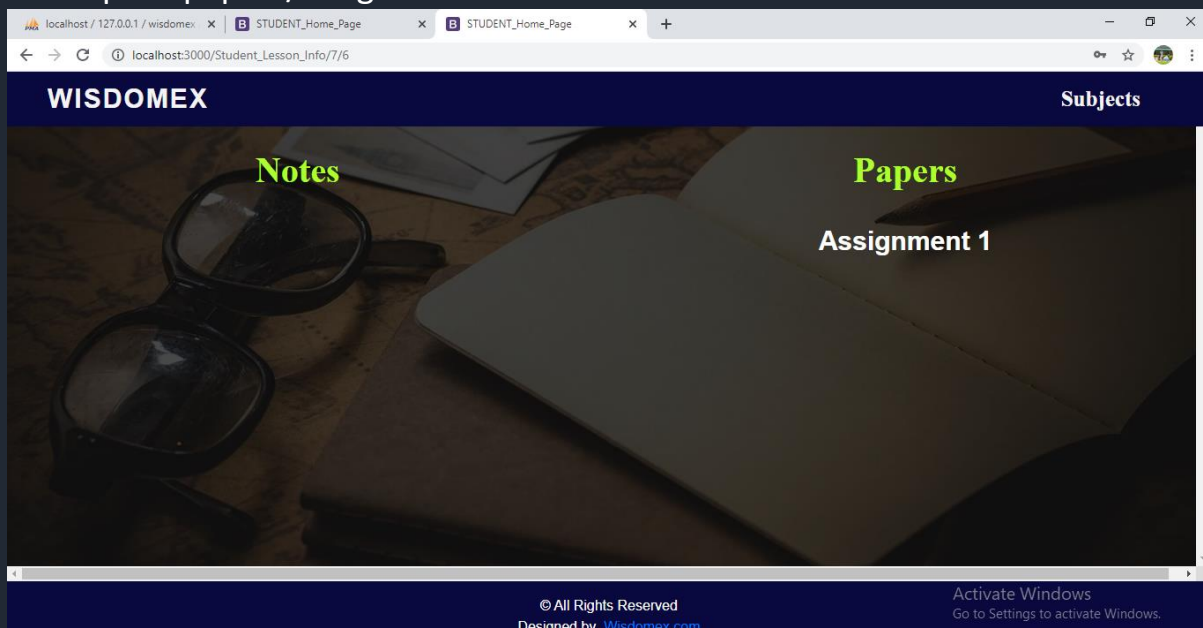 localhost / 127.0.0.1 / wisdomex
STUDENT_Home_Page
STUDENT_Home_Page
localhost:3000/Student_Lesson_Info/7/6
WISDOMEX
Subjects
Notes
Papers
Assignment 1
© All Rights Reserved
Designed by Wisdomex.com
Activate Windows
Go to Settings to activate Windows.